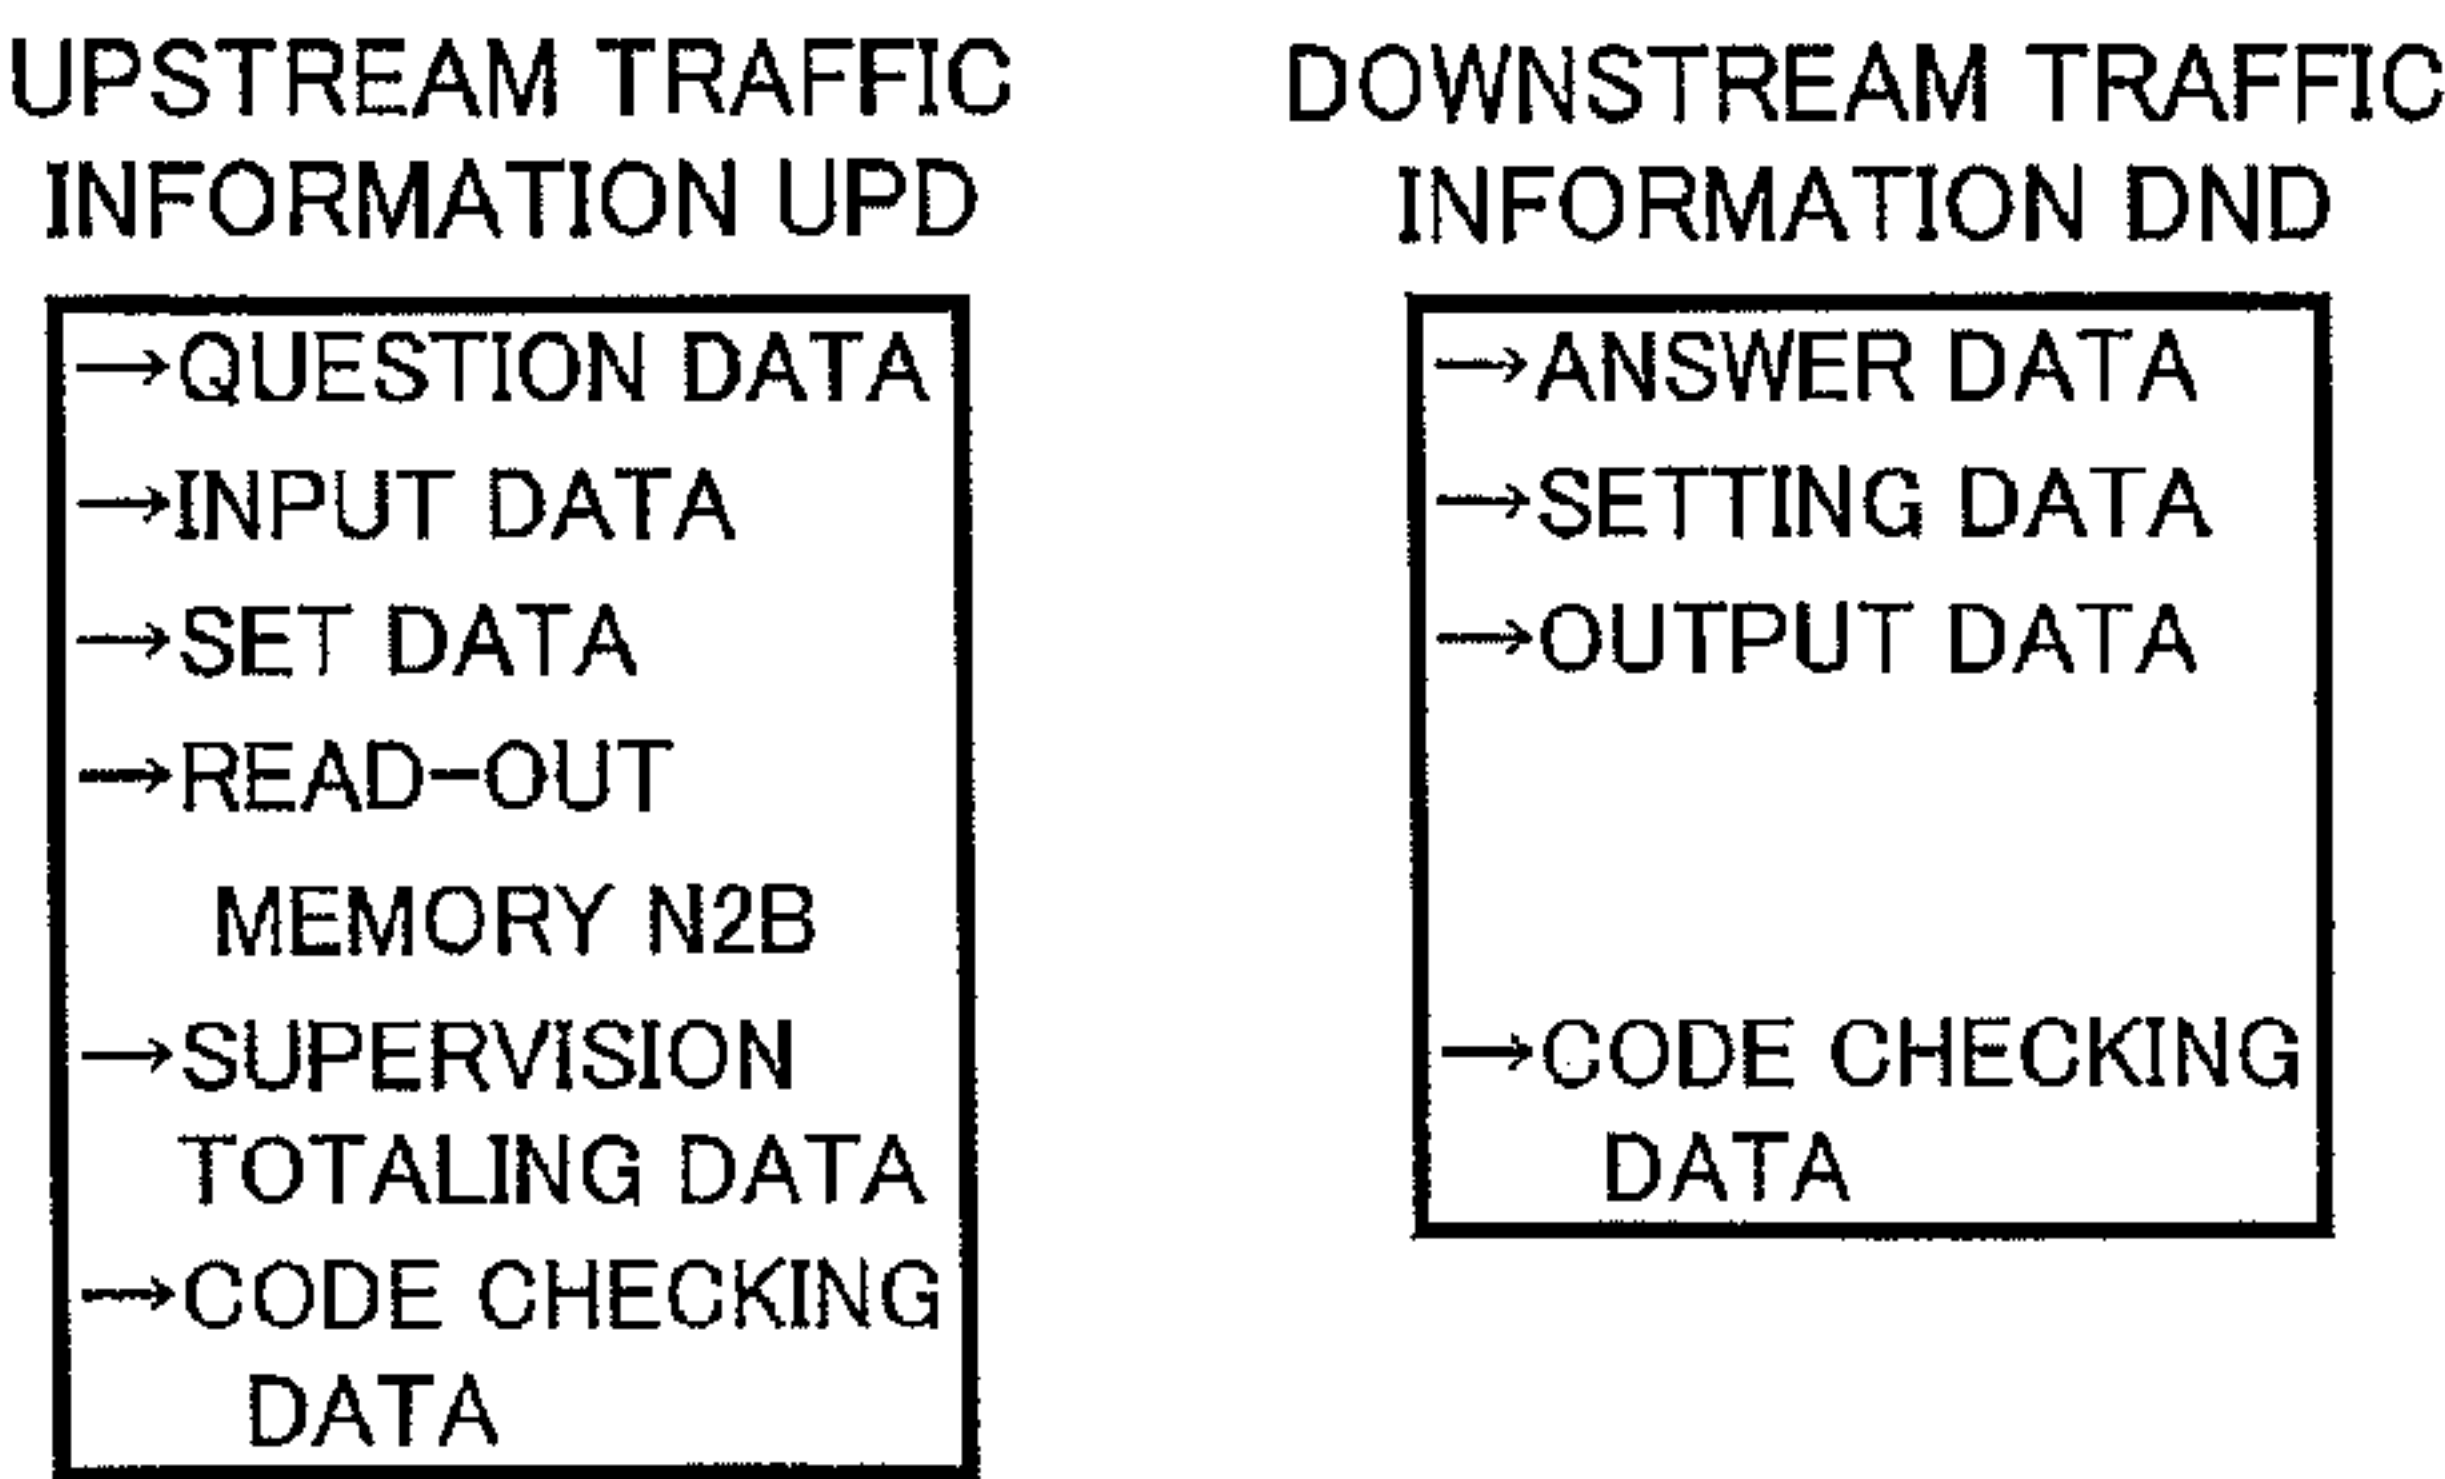 UPSTREAM TRAFFIC
INFORMATION UPD
→QUESTION DATA
→INPUT DATA
→SET DATA
→READ-OUT
MEMORY N2B
→SUPERVISION
TOTALING DATA
→CODE CHECKING
DATA
DOWNSTREAM TRAFFIC
INFORMATION DND
→ANSWER DATA
→SETTING DATA
→OUTPUT DATA
→CODE CHECKING
DATA